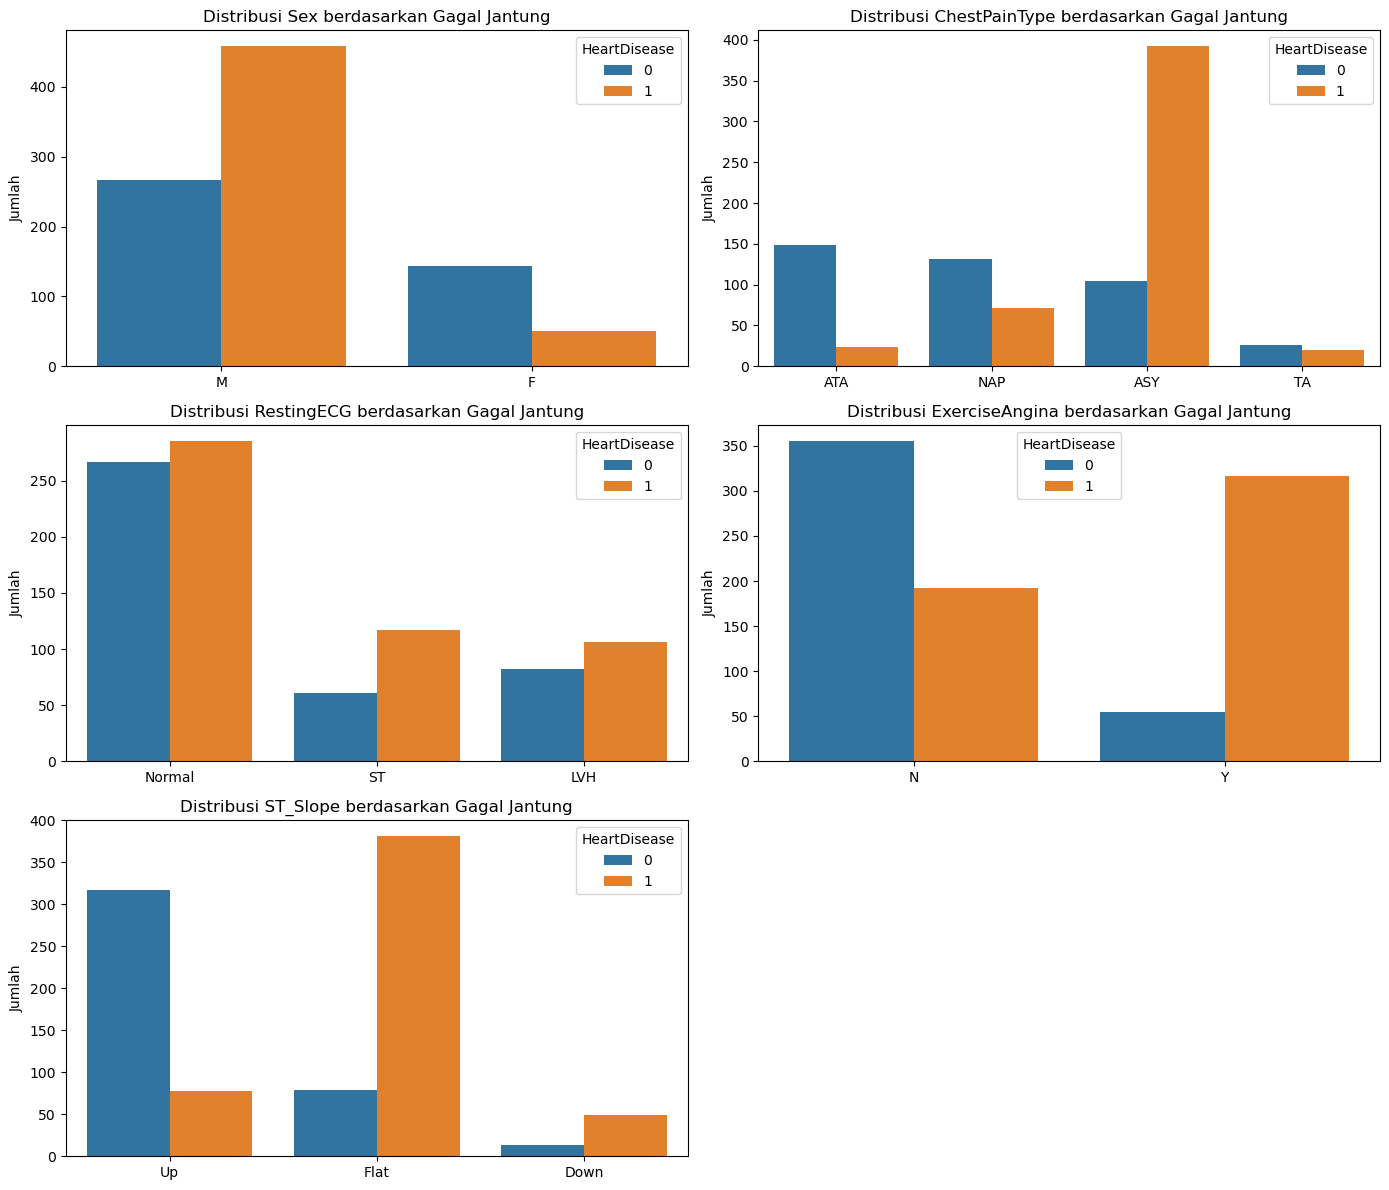 Distribusi Sex berdasarkan Gagal Jantung
HeartDisease
0
1
400
300
200
100
0
Jumlah
M F
Distribusi ChestPainType berdasarkan Gagal Jantung
HeartDisease
0
1
400
350
300
250
200
150
100
50
0
Jumlah
ATA NAP ASY TA
Distribusi RestingECG berdasarkan Gagal Jantung
HeartDisease
0
1
250
200
150
100
50
0
Jumlah
Normal ST LVH
Distribusi ExerciseAngina berdasarkan Gagal Jantung
HeartDisease
0
1
350
300
250
200
150
100
50
0
Jumlah
N Y
Distribusi ST_Slope berdasarkan Gagal Jantung
HeartDisease
0
1
400
350
300
250
200
150
100
50
0
Jumlah
Up Flat Down